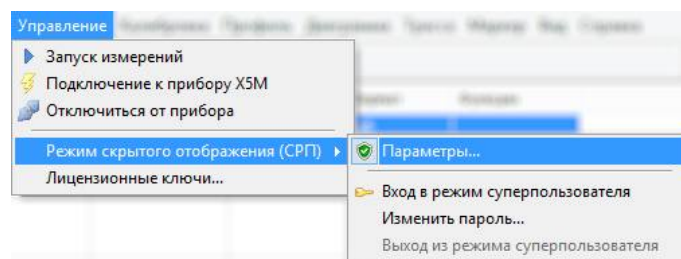 Управление
Запуск измерений
Подключение к прибору X5M
Отключиться от прибора
Режим скрытого отображения (СРП)
Параметры...
Лицензионные ключи...
Вход в режим суперпользователя
Изменить пароль...
Выход из режима суперпользователя